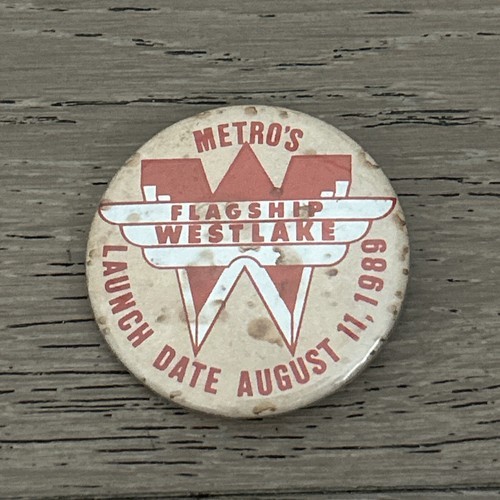 METRO'S
FLAGSHIP
WESTLAKE
LAUNCH DATE AUGUST 11, 1989